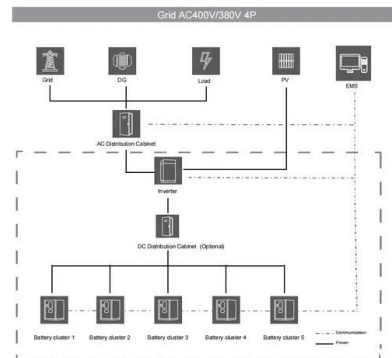 Grid AC400V/380V 4P
Grid
DG
Load
PV
EMS
AC Distribution Cabinet
Inverter
DC Distribution Cabinet (Optional)
Battery cluster 1
Battery cluster 2
Battery cluster 3
Battery cluster 4
Battery cluster 5
Communication
Power